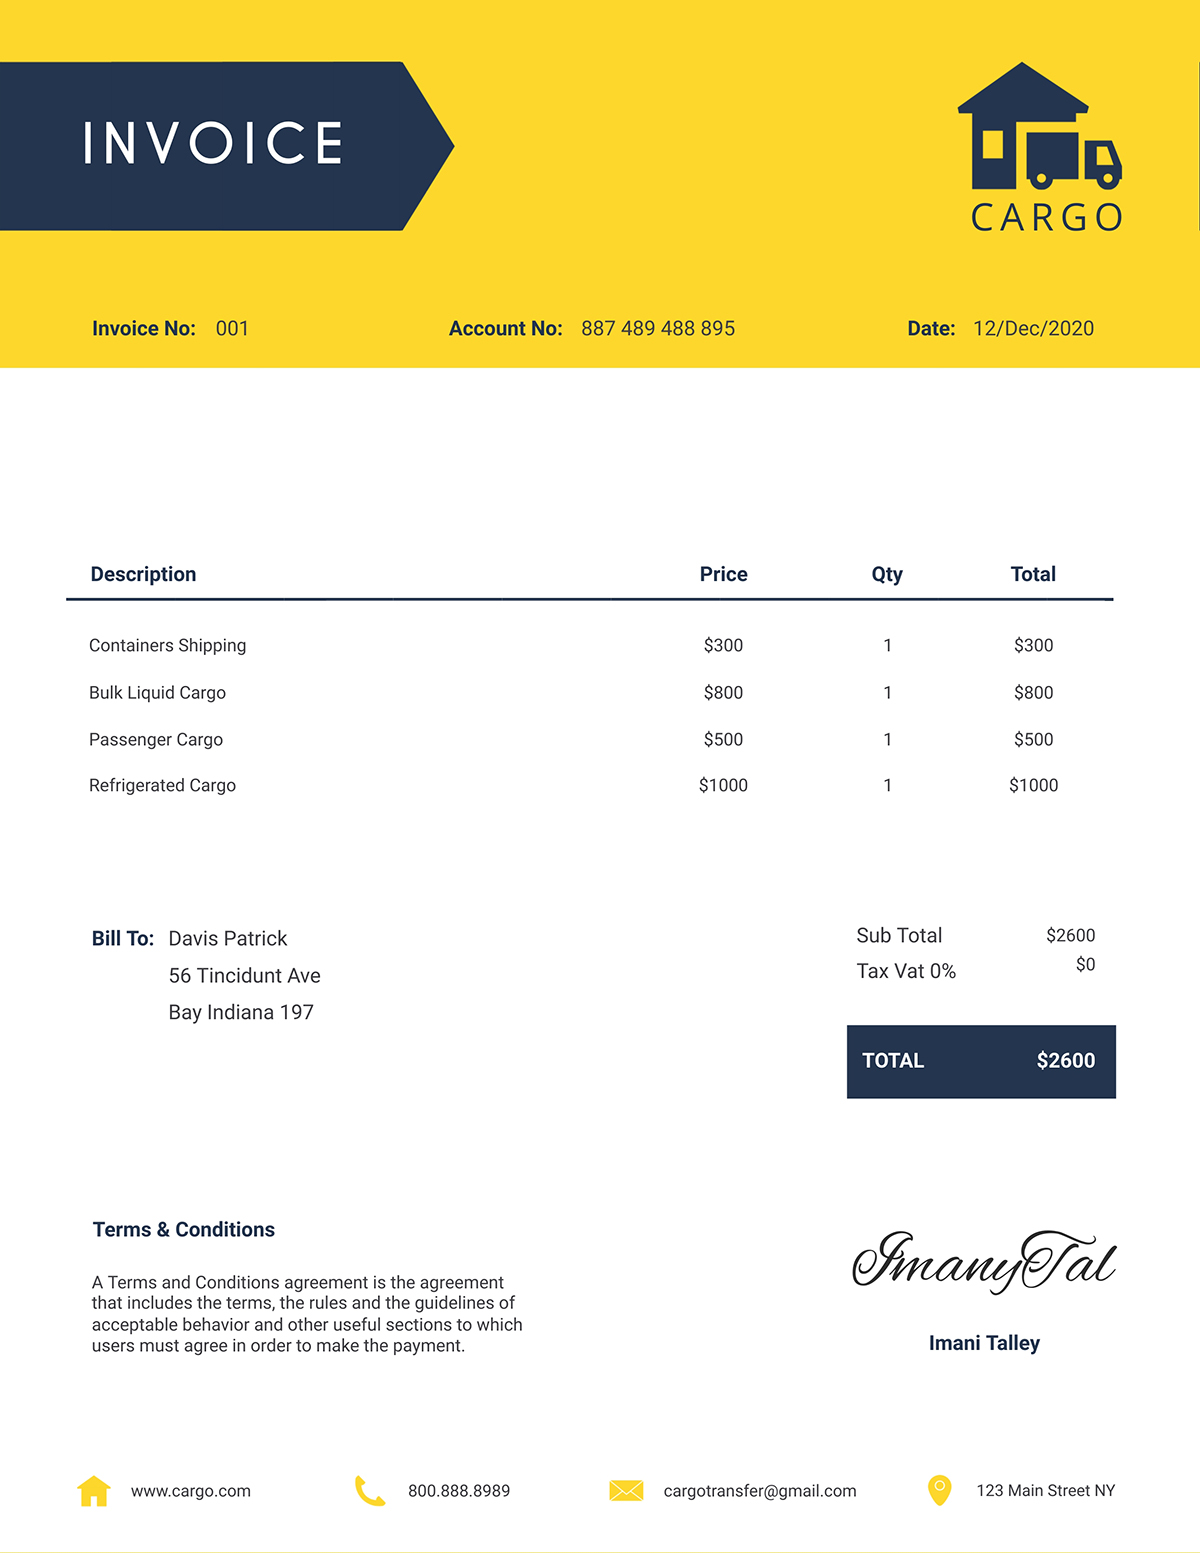 INVOICE
CARGO
Invoice No: 001 Account No: 887 489 488 895 Date: 12/Dec/2020
Description Price Qty Total
Containers Shipping $300 1 $300
Bulk Liquid Cargo $800 1 $800
Passenger Cargo $500 1 $500
Refrigerated Cargo $1000 1 $1000
Bill To: Davis Patrick
56 Tincidunt Ave
Bay Indiana 197
Sub Total $2600
Tax Vat 0% $0
TOTAL $2600
Terms & Conditions
A Terms and Conditions agreement is the agreement
that includes the terms, the rules and the guidelines of
acceptable behavior and other useful sections to which
users must agree in order to make the payment.
ImanyTal
Imani Talley
www.cargo.com 800.888.8989 cargotransfer@gmail.com 123 Main Street NY